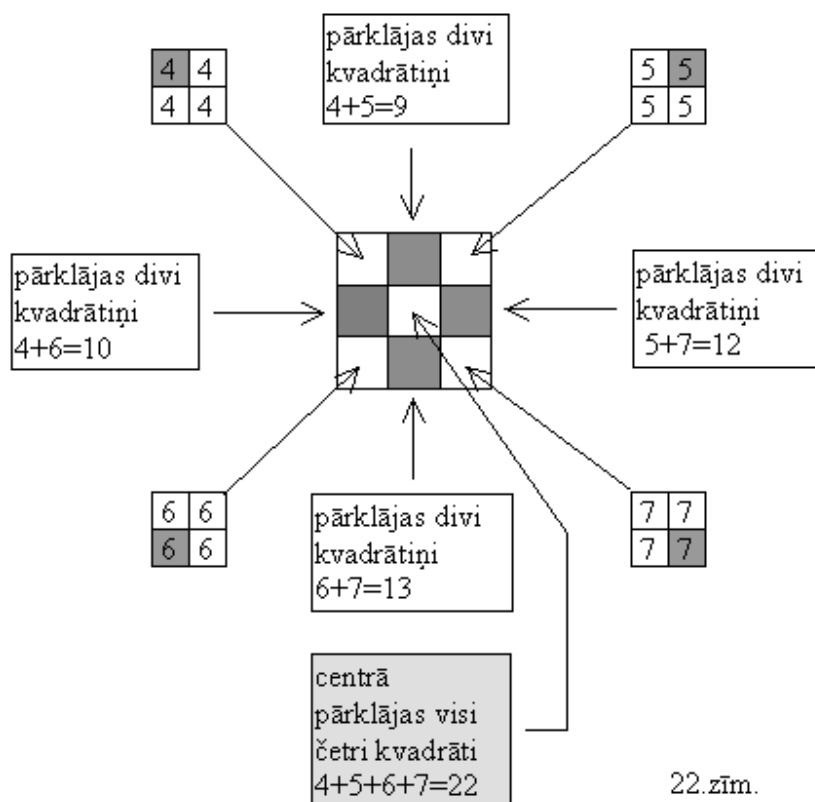 pārklājas divi
kvadrātiņi
4+5=9
4 4
4 4
5 5
5 5
pārklājas divi
kvadrātiņi
4+6=10
pārklājas divi
kvadrātiņi
5+7=12
6 6
6 6
pārklājas divi
kvadrātiņi
6+7=13
7 7
7 7
centrā
pārklājas visi
četri kvadrāti
4+5+6+7=22
22.zīm.